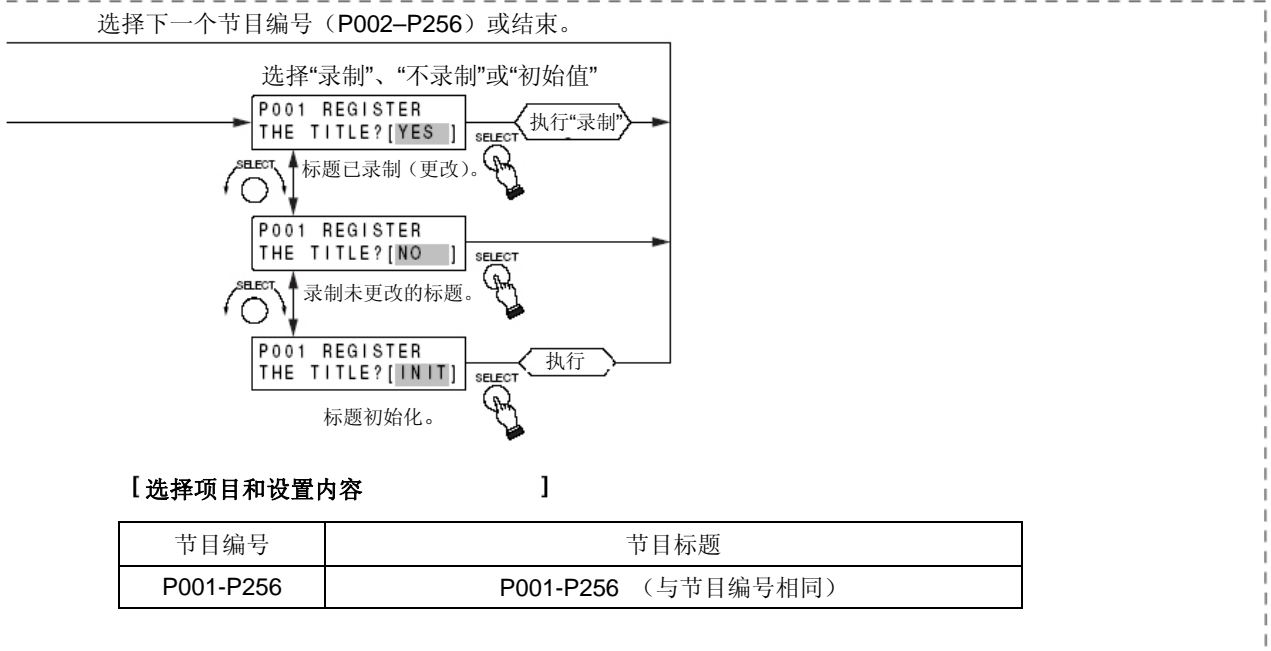 选择下一个节目编号（P002–P256）或结束。
选择“录制”、“不录制”或“初始值”
P001 REGISTER
THE TITLE?[YES ]
SELECT
执行“录制”
SELECT
标题已录制（更改）。
P001 REGISTER
THE TITLE?[NO ]
SELECT
SELECT
录制未更改的标题。
P001 REGISTER
THE TITLE?[INIT]
SELECT
执行
标题初始化。
[ 选择项目和设置内容 ]
节目编号 节目标题
P001-P256 P001-P256 （与节目编号相同）